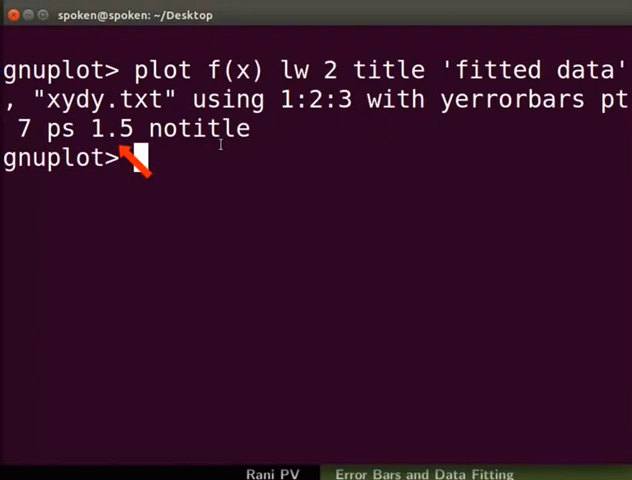 spoken@spoken: ~/Desktop
gnuplot> plot f(x) lw 2 title 'fitted data'
, "xydy.txt" using 1:2:3 with yerrorbars pt
7 ps 1.5 notitle
gnuplot>
Rani PV Error Bars and Data Fitting